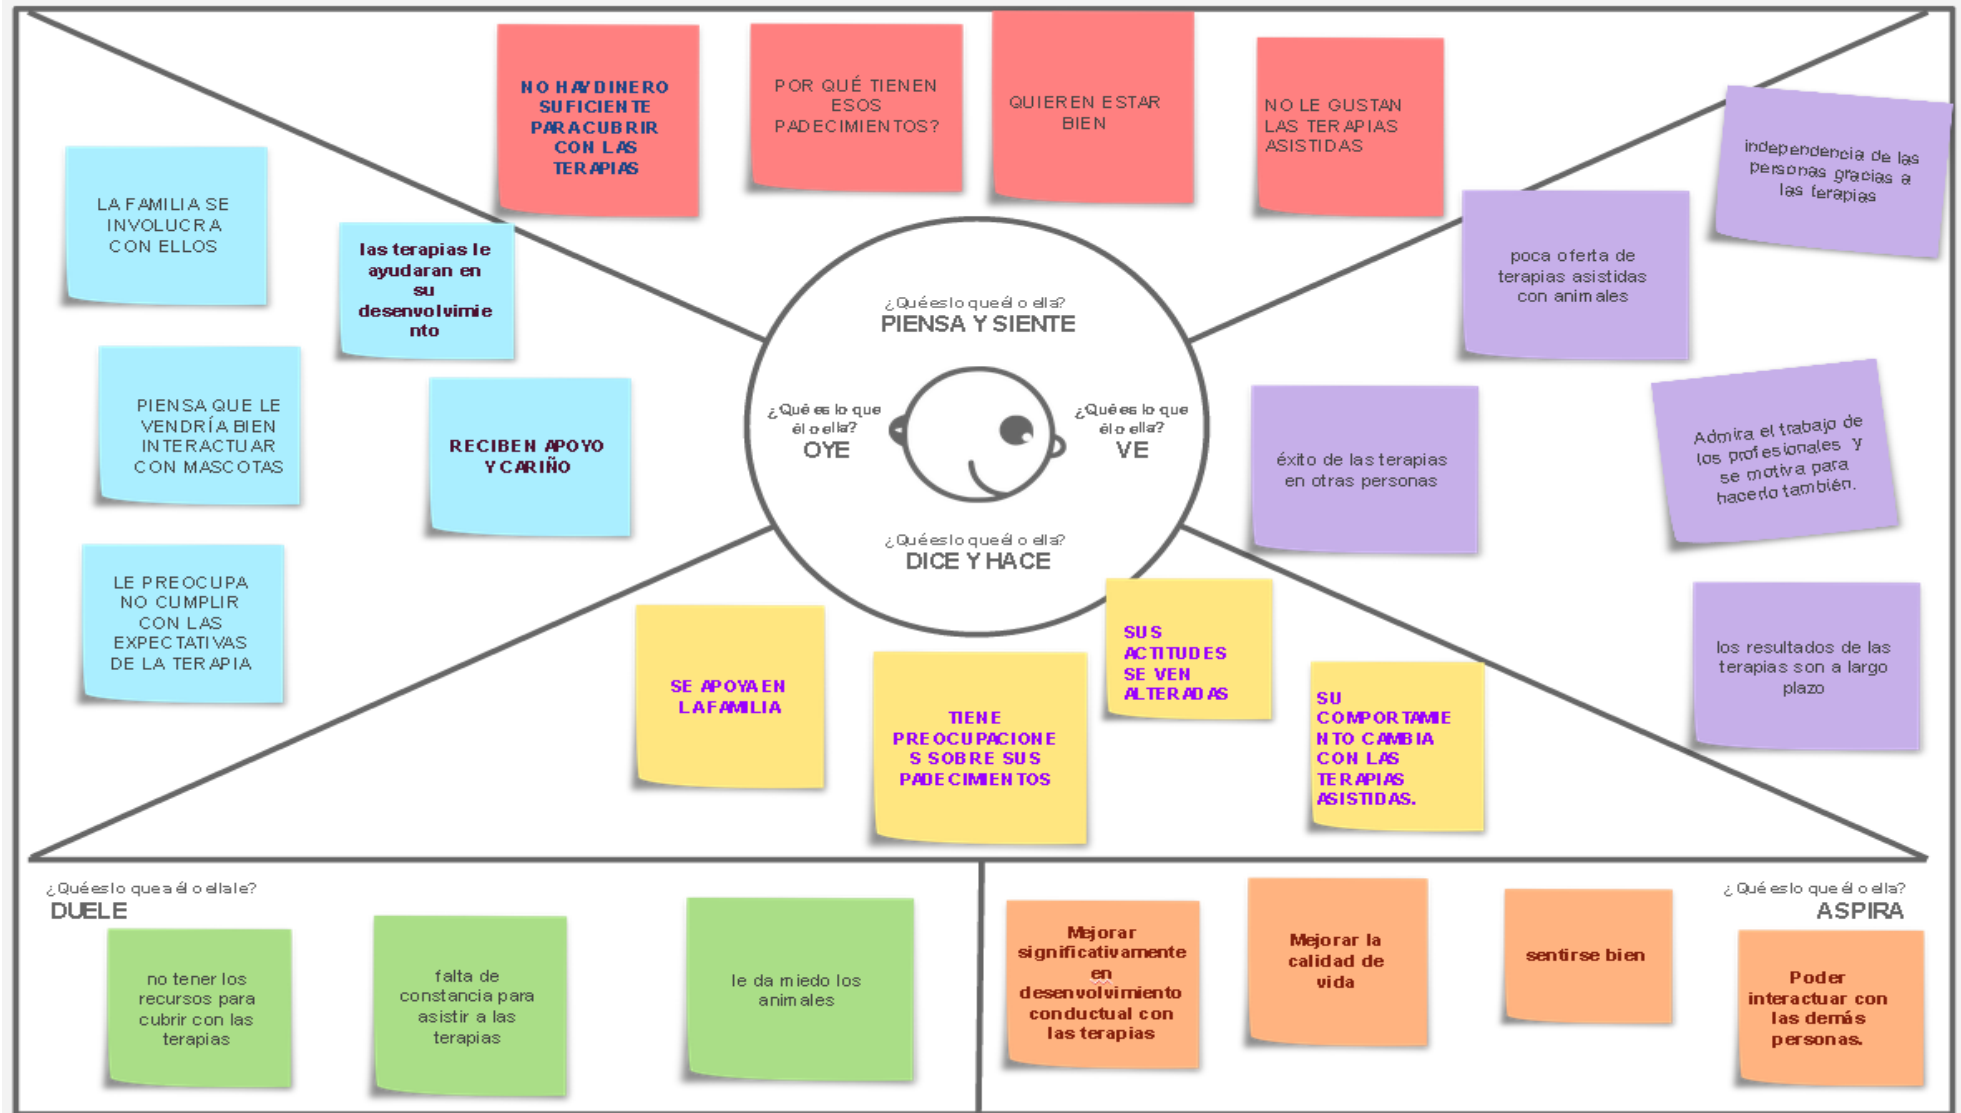 NO HAY DINERO
SUFICIENTE
PARA CUBRIR
CON LAS
TERAPIAS
POR QUÉ TIENEN
ESOS
PADECIMIENTOS?
QUIEREN ESTAR
BIEN
NO LE GUSTAN
LAS TERAPIAS
ASISTIDAS
LA FAMILIA SE
INVOLUCRA
CON ELLOS
las terapias le
ayudaran en
su
desenvolvimie
nto
PIENSA QUE LE
VENDRÍA BIEN
INTERACTUAR
CON MASCOTAS
RECIBEN APOYO
Y CARIÑO
LE PREOCUPA
NO CUMPLIR
CON LAS
EXPECTATIVAS
DE LA TERAPIA
¿Qué es lo que él o ella?
PIENSA Y SIENTE
¿Qué es lo que
él o ella?
OYE
¿Qué es lo que
él o ella?
VE
¿Qué es lo que él o ella?
DICE Y HACE
independencia de las
personas gracias a
las terapias
poca oferta de
terapias asistidas
con animales
éxito de las terapias
en otras personas
Admira el trabajo de
los profesionales y
se motiva para
hacerlo también.
los resultados de las
terapias son a largo
plazo
SE APOYA EN
LA FAMILIA
TIENE
PREOCUPACIONE
S SOBRE SUS
PADECIMIENTOS
SUS
ACTITUDES
SE VEN
ALTERADAS
SU
COMPORTAMIE
NTO CAMBIA
CON LAS
TERAPIAS
ASISTIDAS.
¿Qué es lo que a él o ella le?
DUELE
no tener los
recursos para
cubrir con las
terapias
falta de
constancia para
asistir a las
terapias
le da miedo los
animales
¿Qué es lo que él o ella?
ASPIRA
Mejorar
significativamente
en
desenvolvimiento
conductual con
las terapias
Mejorar la
calidad de
vida
sentirse bien
Poder
interactuar con
las demás
personas.